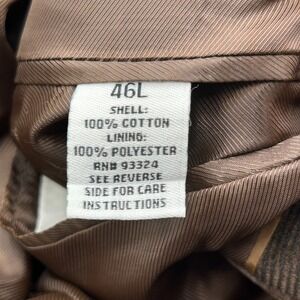 46L
SHELL:
100% COTTON
LINING:
100% POLYESTER
RN# 93324
SEE REVERSE
SIDE FOR CARE
INSTRUCTIONS